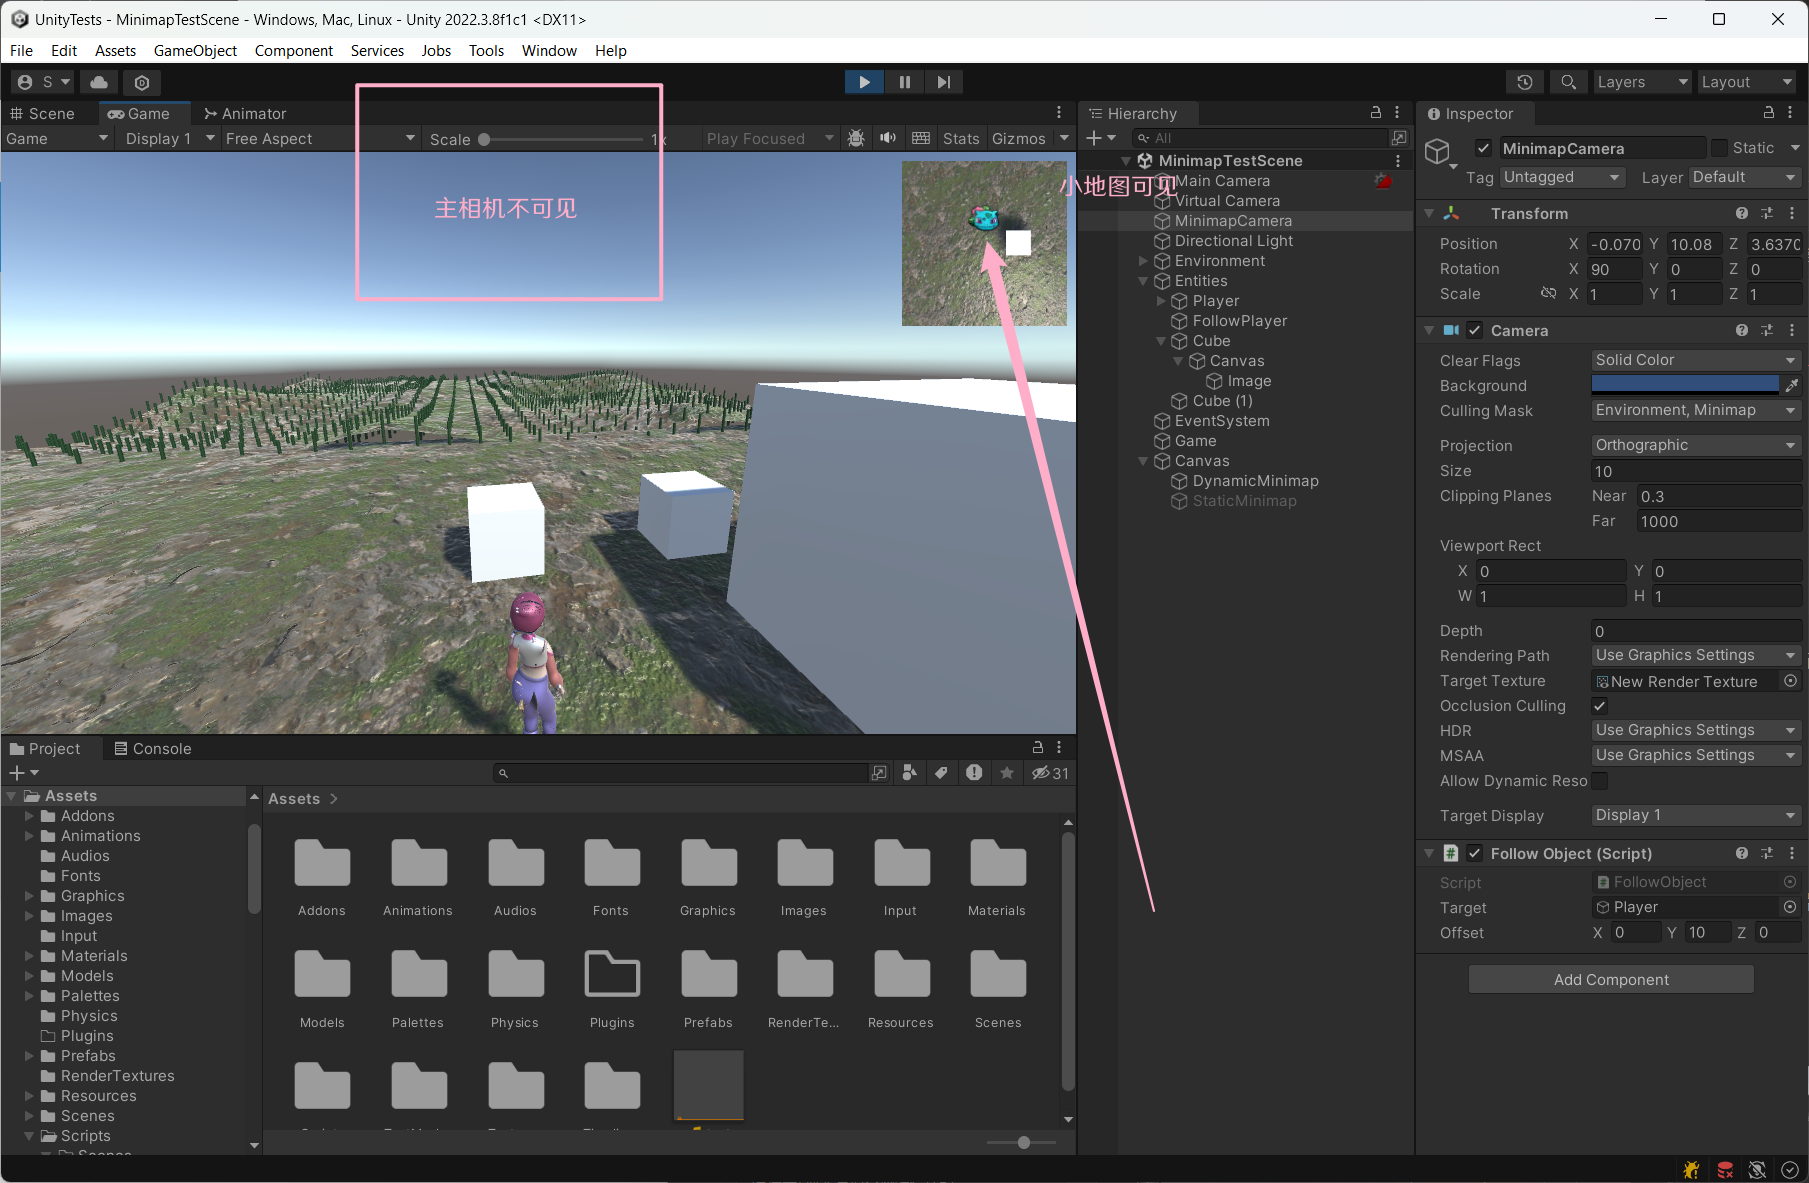 UnityTests - MinimapTestScene - Windows, Mac, Linux - Unity 2022.3.8f1c1 <DX11>
File Edit Assets GameObject Component Services Jobs Tools Window Help
S
Layers
Layout
Scene
Game
Animator
Game
Display 1
Free Aspect
Scale
1x
Play Focused
Stats
Gizmos
主相机不可见
小地图可见
Hierarchy
All
MinimapTestScene
Main Camera
Virtual Camera
MinimapCamera
Directional Light
Environment
Entities
Player
FollowPlayer
Cube
Canvas
Image
Cube (1)
EventSystem
Game
Canvas
DynamicMinimap
StaticMinimap
Inspector
MinimapCamera
Static
Tag Untagged
Layer Default
Transform
Position X -0.070 Y 10.08 Z 3.6370
Rotation X 90 Y 0 Z 0
Scale X 1 Y 1 Z 1
Camera
Clear Flags Solid Color
Background
Culling Mask Environment, Minimap
Projection Orthographic
Size 10
Clipping Planes Near 0.3
Far 1000
Viewport Rect
X 0 Y 0
W 1 H 1
Depth 0
Rendering Path Use Graphics Settings
Target Texture New Render Texture
Occlusion Culling
HDR Use Graphics Settings
MSAA Use Graphics Settings
Allow Dynamic Reso
Target Display Display 1
Follow Object (Script)
Script FollowObject
Target Player
Offset X 0 Y 10 Z 0
Add Component
Project
Console
31
Assets
Addons
Animations
Audios
Fonts
Graphics
Images
Input
Materials
Models
Palettes
Physics
Plugins
Prefabs
RenderTextures
Resources
Scenes
Scripts
Assets
Addons Animations Audios Fonts Graphics Images Input Materials
Models Palettes Physics Plugins Prefabs RenderTe... Resources Scenes